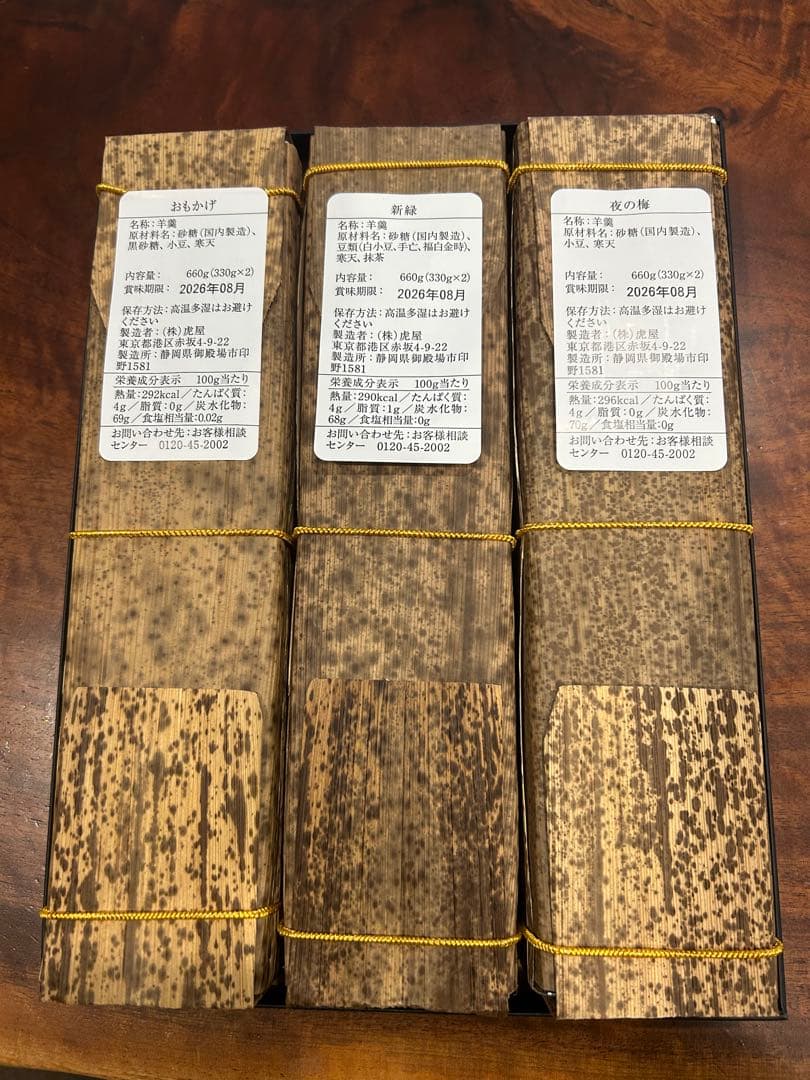 おもかげ
名称：羊羹
原材料名：砂糖（国内製造）、
黒砂糖、小豆、寒天
内容量： 660g（330g×2）
賞味期限： 2026年08月
保存方法：高温多湿はお避け
ください
製造者：（株）虎屋
東京都港区赤坂4-9-22
製造所：静岡県御殿場市印
野1581
栄養成分表示 100g当たり
熱量：292kcal／たんぱく質：
4g／脂質：0g／炭水化物：
69g／食塩相当量：0.02g
お問い合わせ先：お客様相談
センター 0120-45-2002
新緑
名称：羊羹
原材料名：砂糖（国内製造）、
豆類（白小豆、手亡、福白金時）、
寒天、抹茶
内容量： 660g（330g×2）
賞味期限： 2026年08月
保存方法：高温多湿はお避け
ください
製造者：（株）虎屋
東京都港区赤坂4-9-22
製造所：静岡県御殿場市印
野1581
栄養成分表示 100g当たり
熱量：290kcal／たんぱく質：
4g／脂質：1g／炭水化物：
68g／食塩相当量：0g
お問い合わせ先：お客様相談
センター 0120-45-2002
夜の梅
名称：羊羹
原材料名：砂糖（国内製造）、
小豆、寒天
内容量： 660g（330g×2）
賞味期限： 2026年08月
保存方法：高温多湿はお避け
ください
製造者：（株）虎屋
東京都港区赤坂4-9-22
製造所：静岡県御殿場市印
野1581
栄養成分表示 100g当たり
熱量：296kcal／たんぱく質：
4g／脂質：0g／炭水化物：
70g／食塩相当量：0g
お問い合わせ先：お客様相談
センター 0120-45-2002